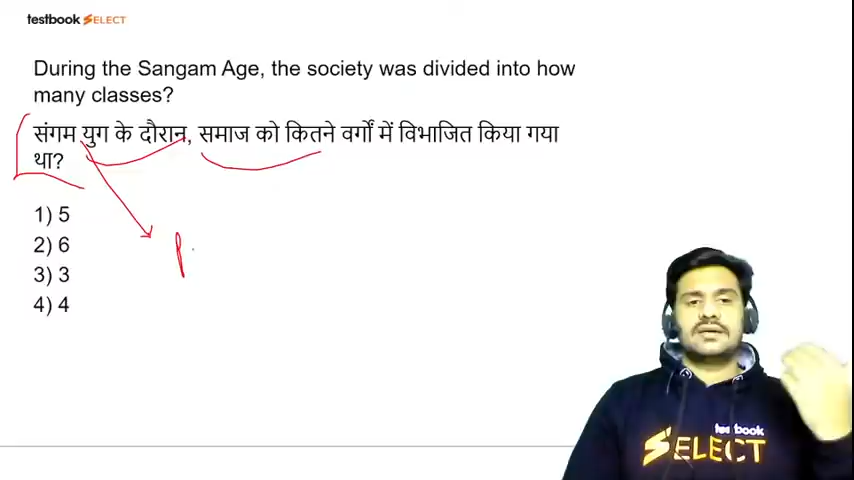 testbook SELECT
During the Sangam Age, the society was divided into how
many classes?
संगम युग के दौरान, समाज को कितने वर्गों में विभाजित किया गया
था?
1) 5
2) 6
3) 3
4) 4
testbook
SELECT